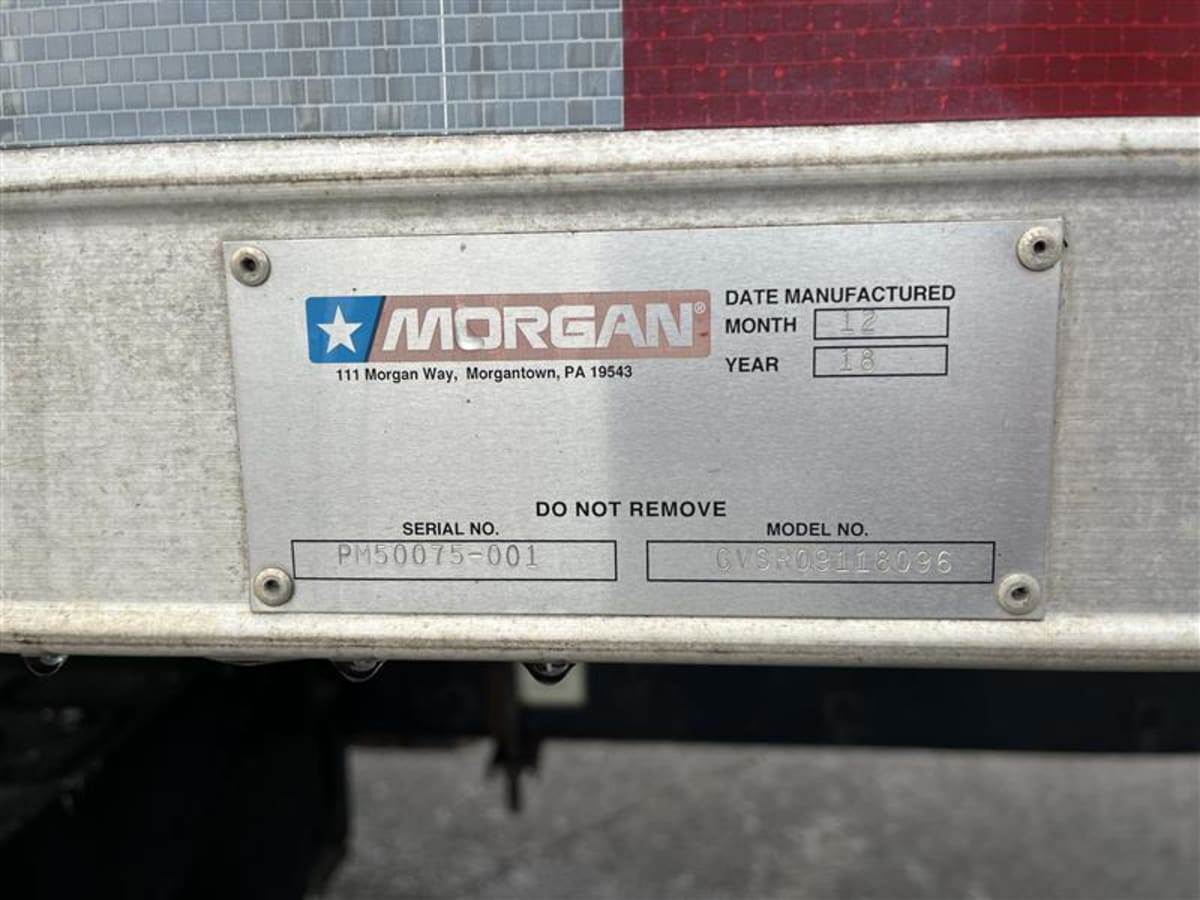 MORGAN®
111 Morgan Way, Morgantown, PA 19543
DATE MANUFACTURED
MONTH 12
YEAR 18
DO NOT REMOVE
SERIAL NO.
PM50075-001
MODEL NO.
GVSR09118096